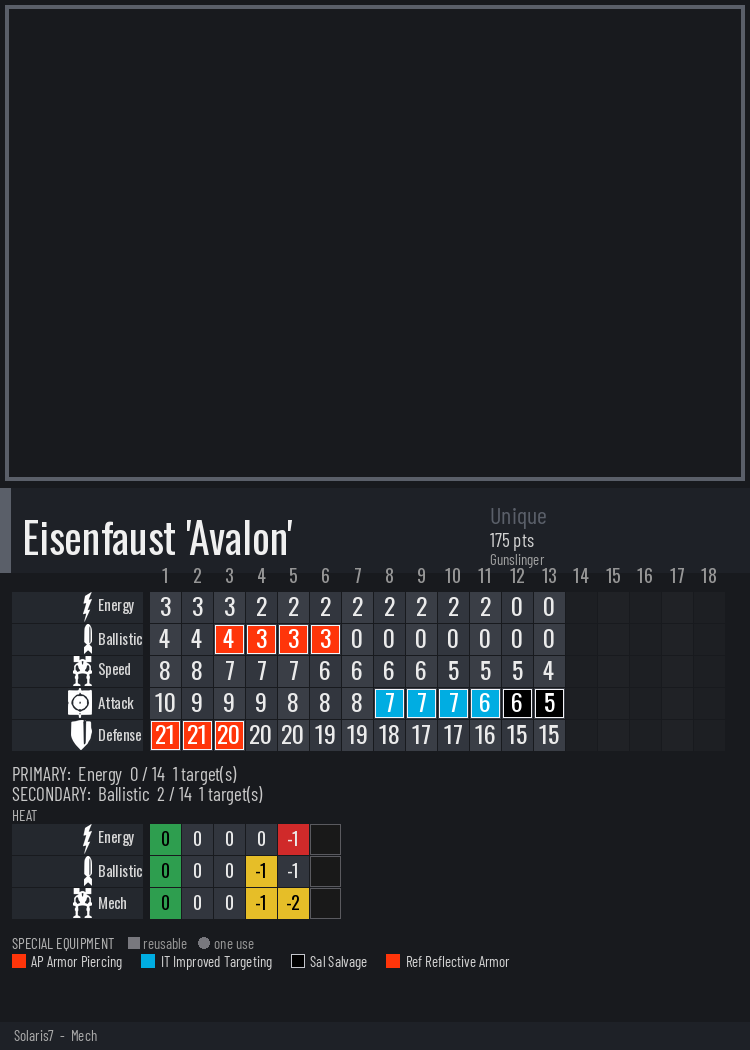 Eisenfaust 'Avalon'
Unique
175 pts
Gunslinger
1 2 3 4 5 6 7 8 9 10 11 12 13 14 15 16 17 18
Energy 3 3 3 2 2 2 2 2 2 2 2 0 0
Ballistic 4 4 4 3 3 3 0 0 0 0 0 0 0
Speed 8 8 7 7 7 6 6 6 6 5 5 5 4
Attack 10 9 9 9 8 8 8 7 7 7 6 6 5
Defense 21 21 20 20 20 19 19 18 17 17 16 15 15
PRIMARY: Energy 0 / 14 1 target(s)
SECONDARY: Ballistic 2 / 14 1 target(s)
HEAT
Energy 0 0 0 0 -1
Ballistic 0 0 0 -1 -1
Mech 0 0 0 -1 -2
SPECIAL EQUIPMENT reusable one use
AP Armor Piercing IT Improved Targeting Sal Salvage Ref Reflective Armor
Solaris7 - Mech